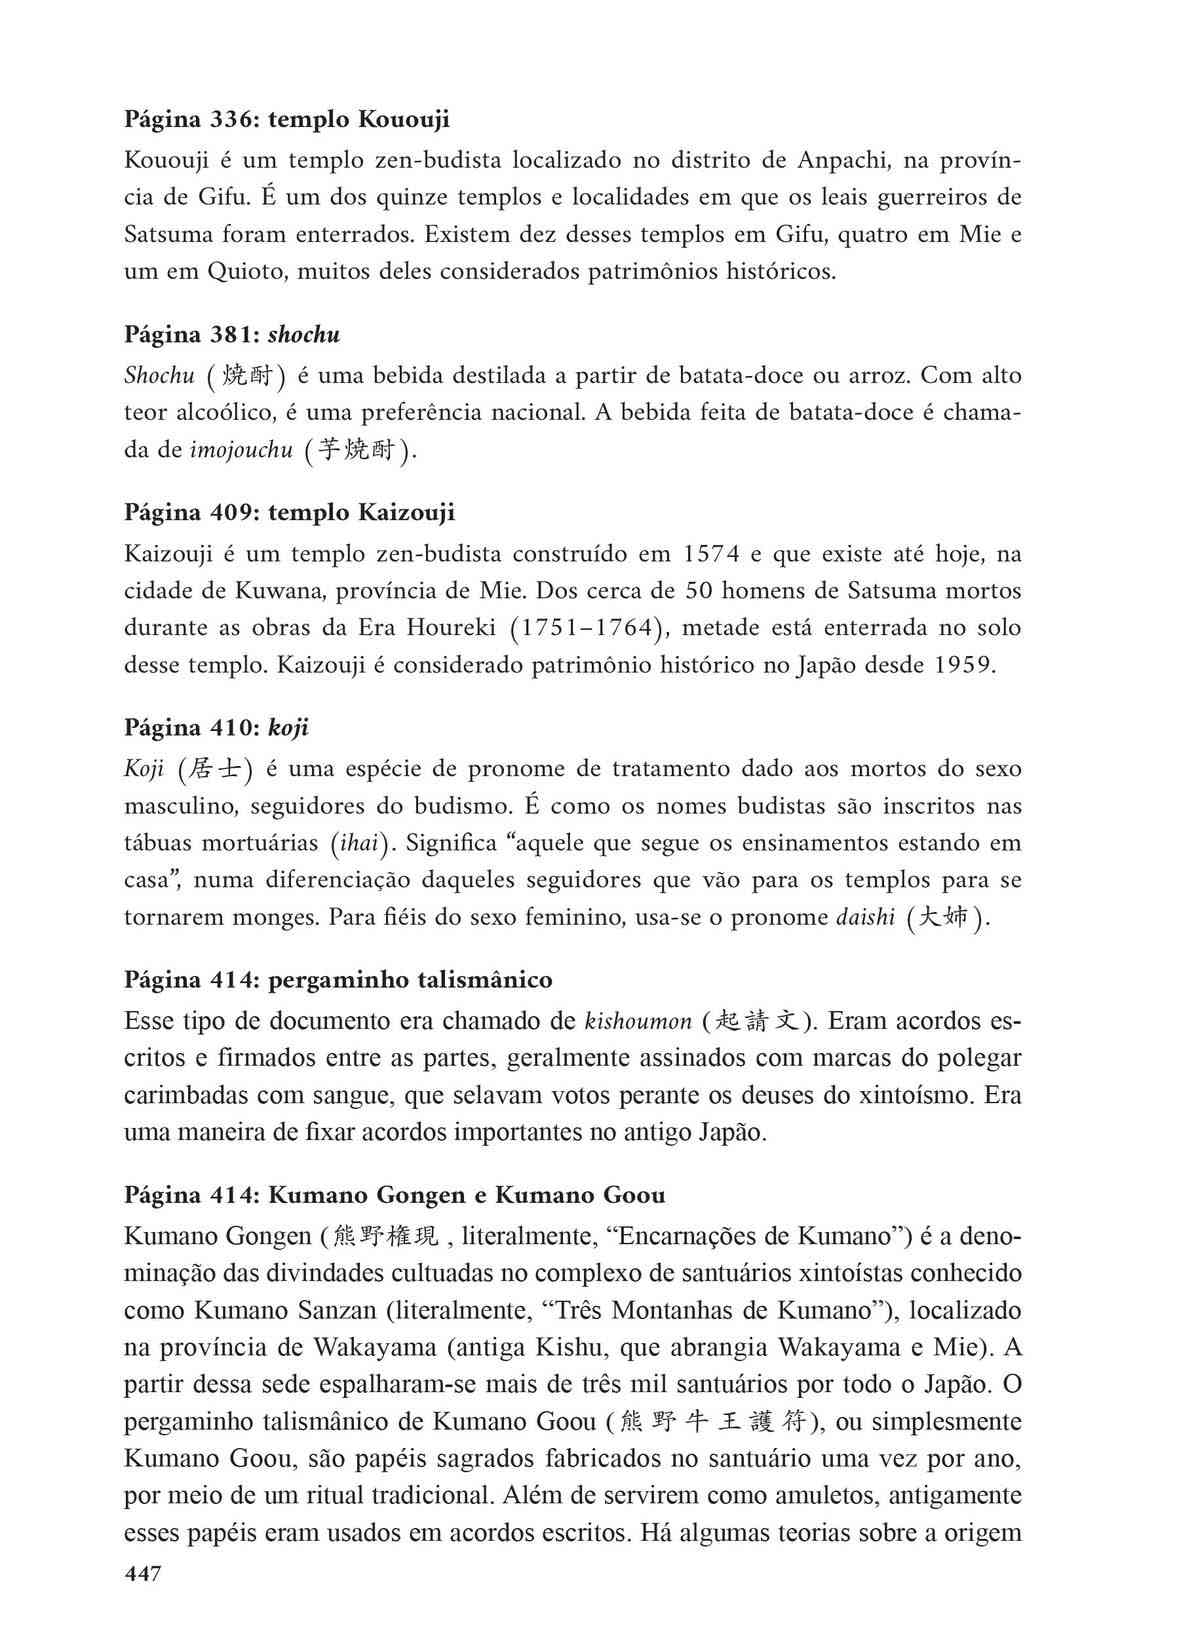 Página 336: templo Kououji
Kououji é um templo zen-budista localizado no distrito de Anpachi, na provín-
cia de Gifu. É um dos quinze templos e localidades em que os leais guerreiros de
Satsuma foram enterrados. Existem dez desses templos em Gifu, quatro em Mie e
um em Quioto, muitos deles considerados patrimônios históricos.
Página 381: shochu
Shochu (焼酎) é uma bebida destilada a partir de batata-doce ou arroz. Com alto
teor alcoólico, é uma preferência nacional. A bebida feita de batata-doce é chama-
da de imojouchu (芋焼酎).
Página 409: templo Kaizouji
Kaizouji é um templo zen-budista construído em 1574 e que existe até hoje, na
cidade de Kuwana, província de Mie. Dos cerca de 50 homens de Satsuma mortos
durante as obras da Era Houreki (1751–1764), metade está enterrada no solo
desse templo. Kaizouji é considerado patrimônio histórico no Japão desde 1959.
Página 410: koji
Koji (居士) é uma espécie de pronome de tratamento dado aos mortos do sexo
masculino, seguidores do budismo. É como os nomes budistas são inscritos nas
tábuas mortuárias (ihai). Significa “aquele que segue os ensinamentos estando em
casa”, numa diferenciação daqueles seguidores que vão para os templos para se
tornarem monges. Para fiéis do sexo feminino, usa-se o pronome daishi (大姉).
Página 414: pergaminho talismânico
Esse tipo de documento era chamado de kishoumon (起請文). Eram acordos es-
critos e firmados entre as partes, geralmente assinados com marcas do polegar
carimbadas com sangue, que selavam votos perante os deuses do xintoísmo. Era
uma maneira de fixar acordos importantes no antigo Japão.
Página 414: Kumano Gongen e Kumano Goou
Kumano Gongen (熊野権現 , literalmente, “Encarnações de Kumano”) é a deno-
minação das divindades cultuadas no complexo de santuários xintoístas conhecido
como Kumano Sanzan (literalmente, “Três Montanhas de Kumano”), localizado
na província de Wakayama (antiga Kishu, que abrangia Wakayama e Mie). A
partir dessa sede espalharam-se mais de três mil santuários por todo o Japão. O
pergaminho talismânico de Kumano Goou (熊野牛王護符), ou simplesmente
Kumano Goou, são papéis sagrados fabricados no santuário uma vez por ano,
por meio de um ritual tradicional. Além de servirem como amuletos, antigamente
esses papéis eram usados em acordos escritos. Há algumas teorias sobre a origem
447